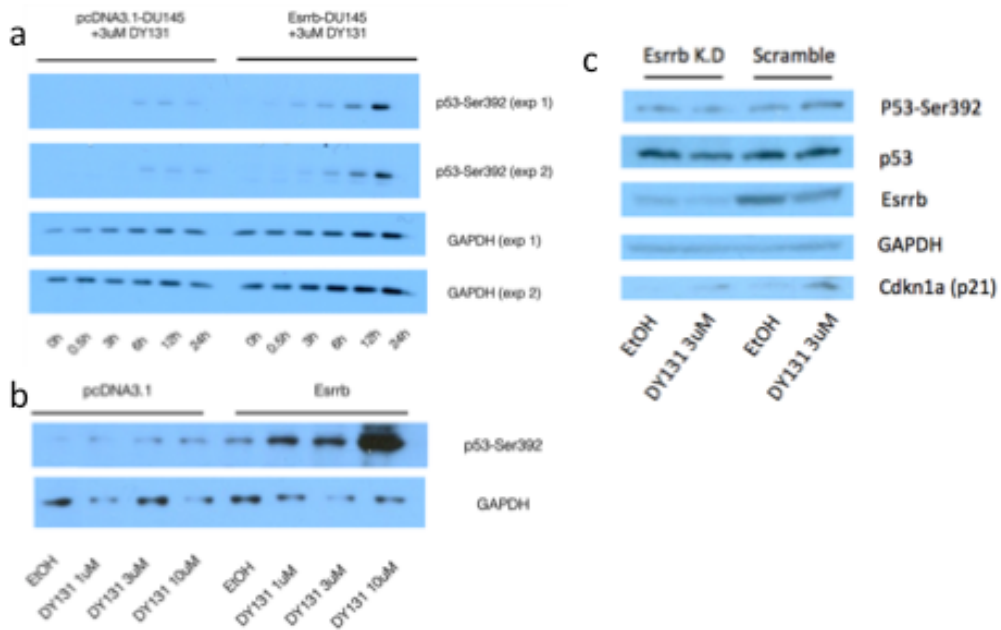 a
pcDNA3.1-DU145
+3uM DY131
Esrrb-DU145
+3uM DY131
p53-Ser392 (exp 1)
p53-Ser392 (exp 2)
GAPDH (exp 1)
GAPDH (exp 2)
0h 0.5h 3h 6h 12h 24h 0h 0.5h 3h 6h 12h 24h
b
pcDNA3.1 Esrrb
p53-Ser392
GAPDH
EtOH DY131 1uM DY131 3uM DY131 10uM EtOH DY131 1uM DY131 3uM DY131 10uM
c
Esrrb K.D Scramble
P53-Ser392
p53
Esrrb
GAPDH
Cdkn1a (p21)
EtOH DY131 3uM EtOH DY131 3uM